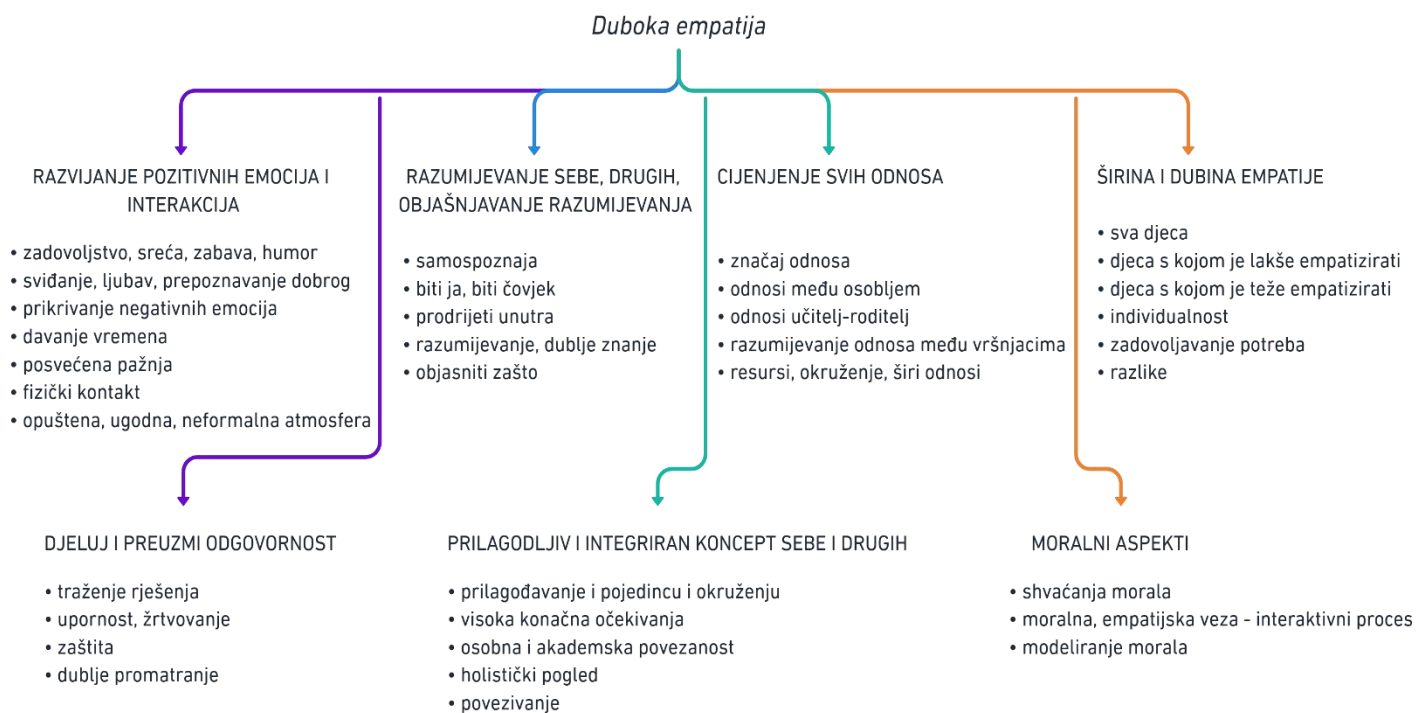 Duboka empatija
RAZVIJANJE POZITIVNIH EMOCIJA I
INTERAKCIJA
• zadovoljstvo, sreća, zabava, humor
• sviđanje, ljubav, prepoznavanje dobrog
• prikrivanje negativnih emocija
• davanje vremena
• posvećena pažnja
• fizički kontakt
• opuštena, ugodna, neformalna atmosfera
RAZUMIJEVANJE SEBE, DRUGIH,
OBJAŠNJAVANJE RAZUMIJEVANJA
• samospoznaja
• biti ja, biti čovjek
• prodrijeti unutra
• razumijevanje, dublje znanje
• objasniti zašto
CIJENJENJE SVIH ODNOSA
• značaj odnosa
• odnosi među osobljem
• odnosi učitelj-roditelj
• razumijevanje odnosa među vršnjacima
• resursi, okruženje, širi odnosi
ŠIRINA I DUBINA EMPATIJE
• sva djeca
• djeca s kojom je lakše empatizirati
• djeca s kojom je teže empatizirati
• individualnost
• zadovoljavanje potreba
• razlike
DJELUJ I PREUZMI ODGOVORNOST
• traženje rješenja
• upornost, žrtvovanje
• zaštita
• dublje promatranje
PRILAGODLJIV I INTEGRIRAN KONCEPT SEBE I DRUGIH
• prilagođavanje i pojedincu i okruženju
• visoka konačna očekivanja
• osobna i akademska povezanost
• holistički pogled
• povezivanje
MORALNI ASPEKTI
• shvaćanja morala
• moralna, empatijska veza - interaktivni proces
• modeliranje morala